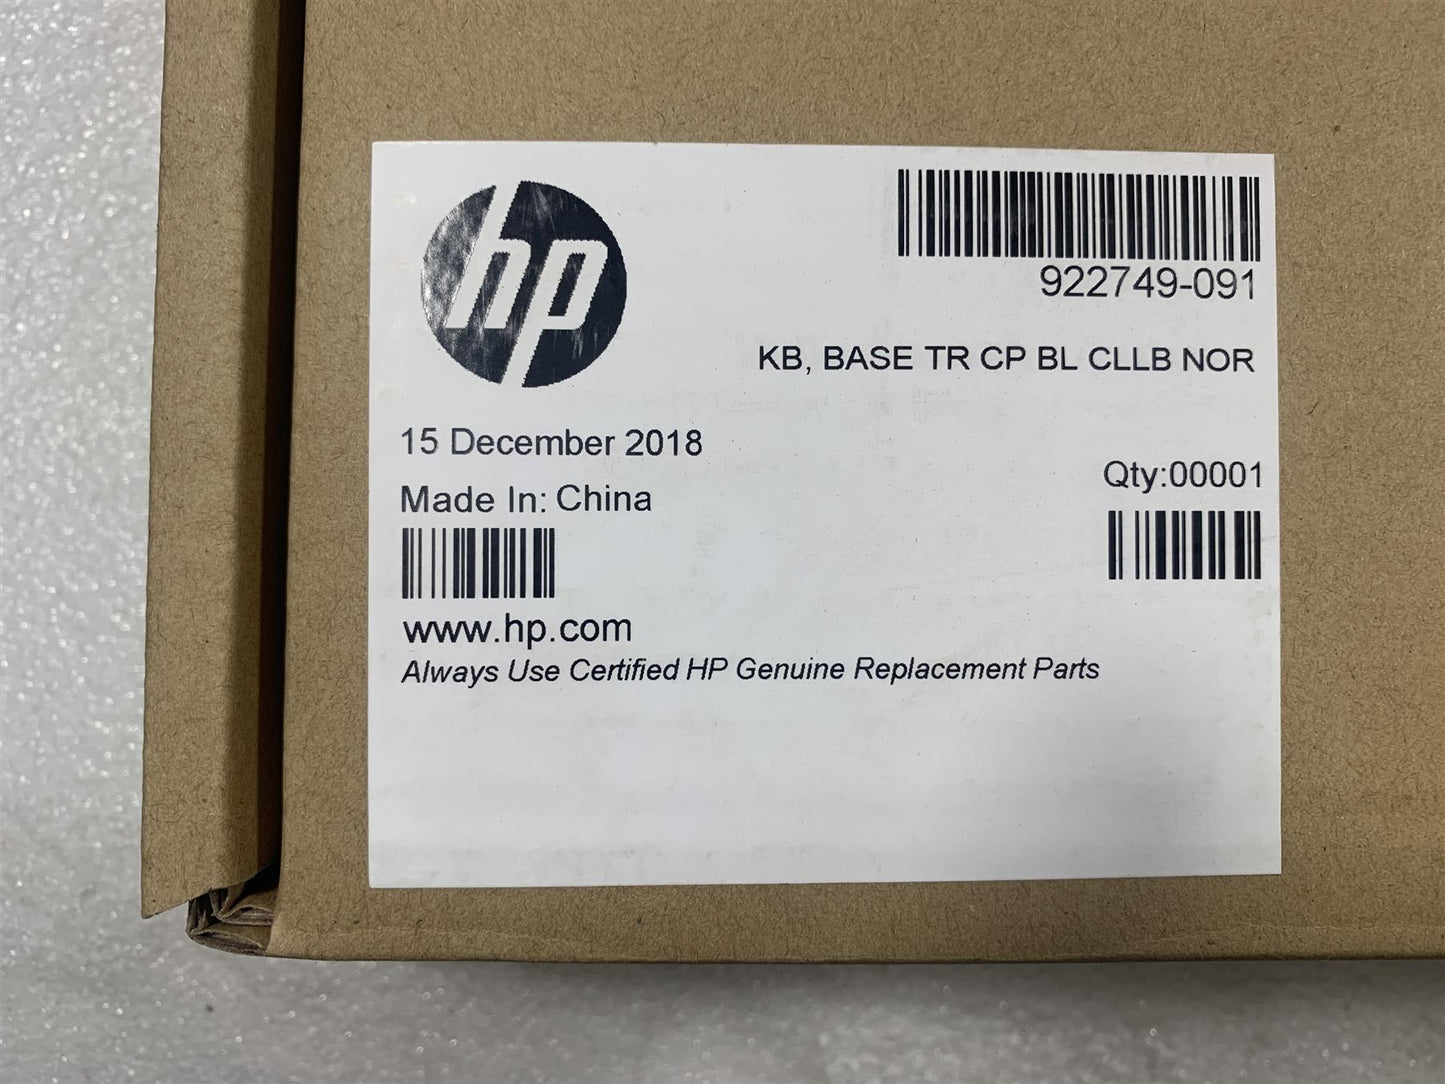 hp
922749-091
KB, BASE TR CP BL CLLB NOR
15 December 2018
Qty:00001
Made In: China
www.hp.com
Always Use Certified HP Genuine Replacement Parts